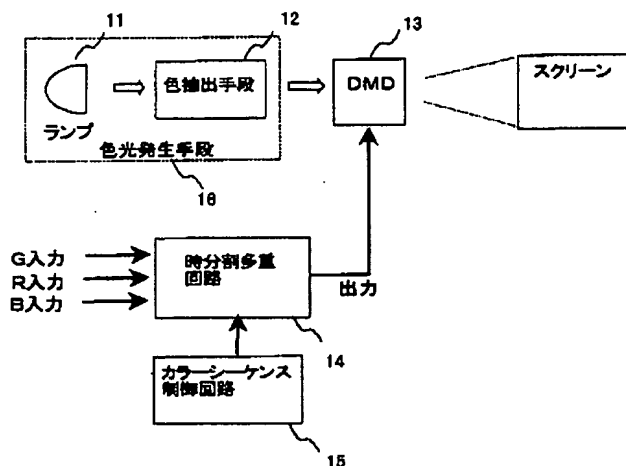 11
12
13
ランプ
色抽出手段
DMD
スクリーン
色光発生手段
16
G入力
R入力
B入力
時分割多重
回路
出力
14
カラーシーケンス
制御回路
15